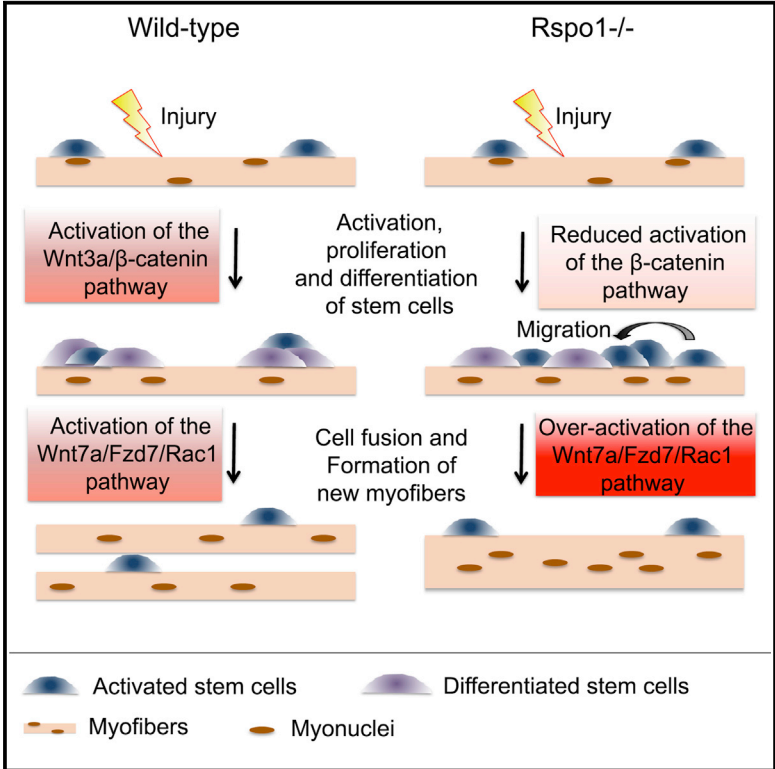 Wild-type
Rspo1-/-
Injury
Injury
Activation of the
Wnt3a/β-catenin
pathway
Activation,
proliferation
and differentiation
of stem cells
Reduced activation
of the β-catenin
pathway
Migration
Activation of the
Wnt7a/Fzd7/Rac1
pathway
Cell fusion and
Formation of
new myofibers
Over-activation of the
Wnt7a/Fzd7/Rac1
pathway
Activated stem cells
Differentiated stem cells
Myofibers
Myonuclei